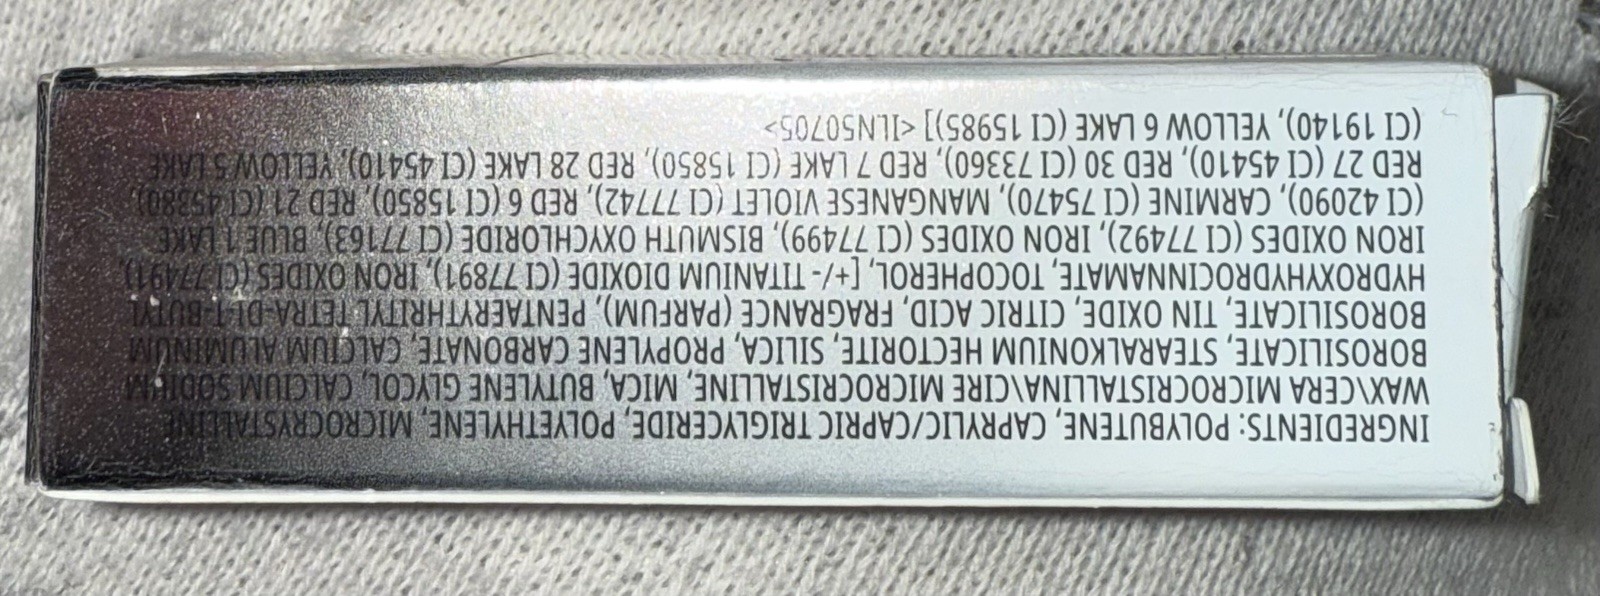 INGREDIENTS: POLYBUTENE, CAPRYLIC/CAPRIC TRIGLYCERIDE, POLYETHYLENE, MICROCRYSTALLINE
WAX\CERA MICROCRISTALLINA\CIRE MICROCRISTALLINE, MICA, BUTYLENE GLYCOL, CALCIUM SODIUM
BOROSILICATE, STEARALKONIUM HECTORITE, SILICA, PROPYLENE CARBONATE, CALCIUM ALUMINUM
BOROSILICATE, TIN OXIDE, CITRIC ACID, FRAGRANCE (PARFUM), PENTAERYTHRITYL TETRA-DI-T-BUTYL
HYDROXYHYDROCINNAMATE, TOCOPHEROL, [+/- TITANIUM DIOXIDE (CI 77891), IRON OXIDES (CI 77491),
IRON OXIDES (CI 77492), IRON OXIDES (CI 77499), BISMUTH OXYCHLORIDE (CI 77163), BLUE 1 LAKE
(CI 42090), CARMINE (CI 75470), MANGANESE VIOLET (CI 77742), RED 6 (CI 15850), RED 21 (CI 45380),
RED 27 (CI 45410), RED 30 (CI 73360), RED 7 LAKE (CI 15850), RED 28 LAKE (CI 45410), YELLOW 5 LAKE
(CI 19140), YELLOW 6 LAKE (CI 15985)] <ILN50705>